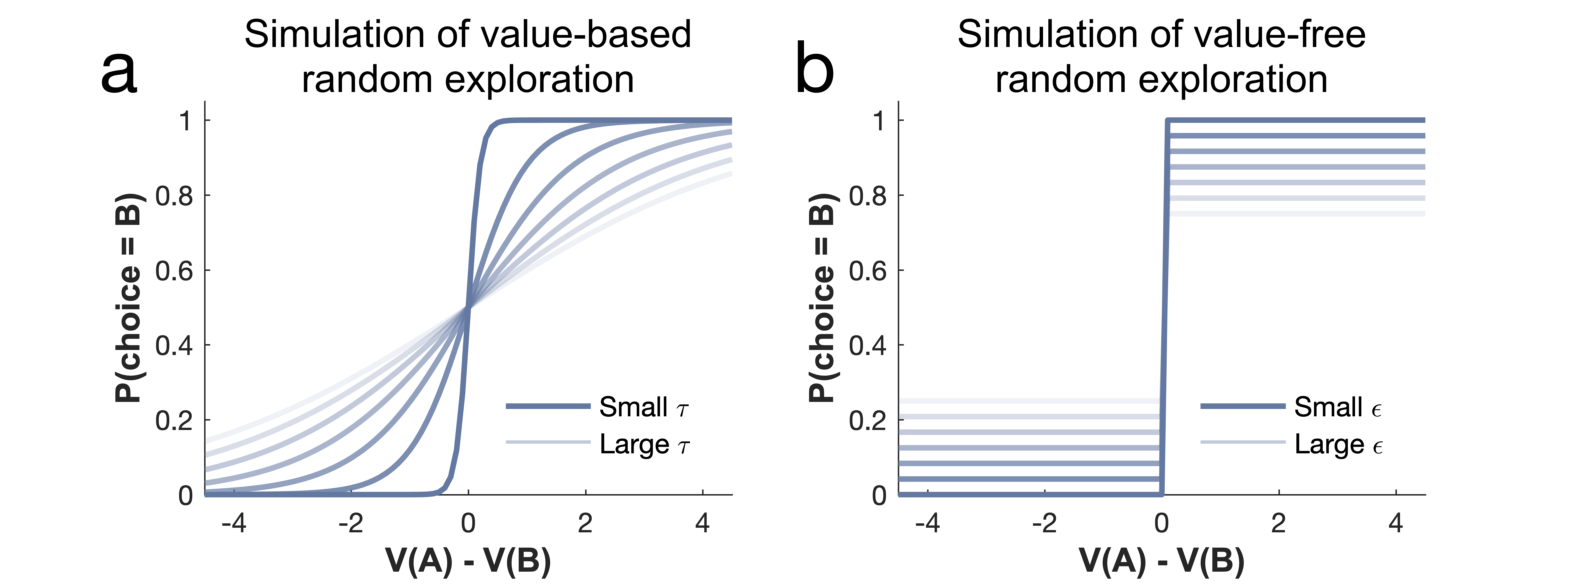 a
Simulation of value-based
random exploration
P(choice = B)
1
0.8
0.6
0.4
0.2
0
Small τ
Large τ
-4 -2 0 2 4
V(A) - V(B)
b
Simulation of value-free
random exploration
P(choice = B)
1
0.8
0.6
0.4
0.2
0
Small ϵ
Large ϵ
-4 -2 0 2 4
V(A) - V(B)